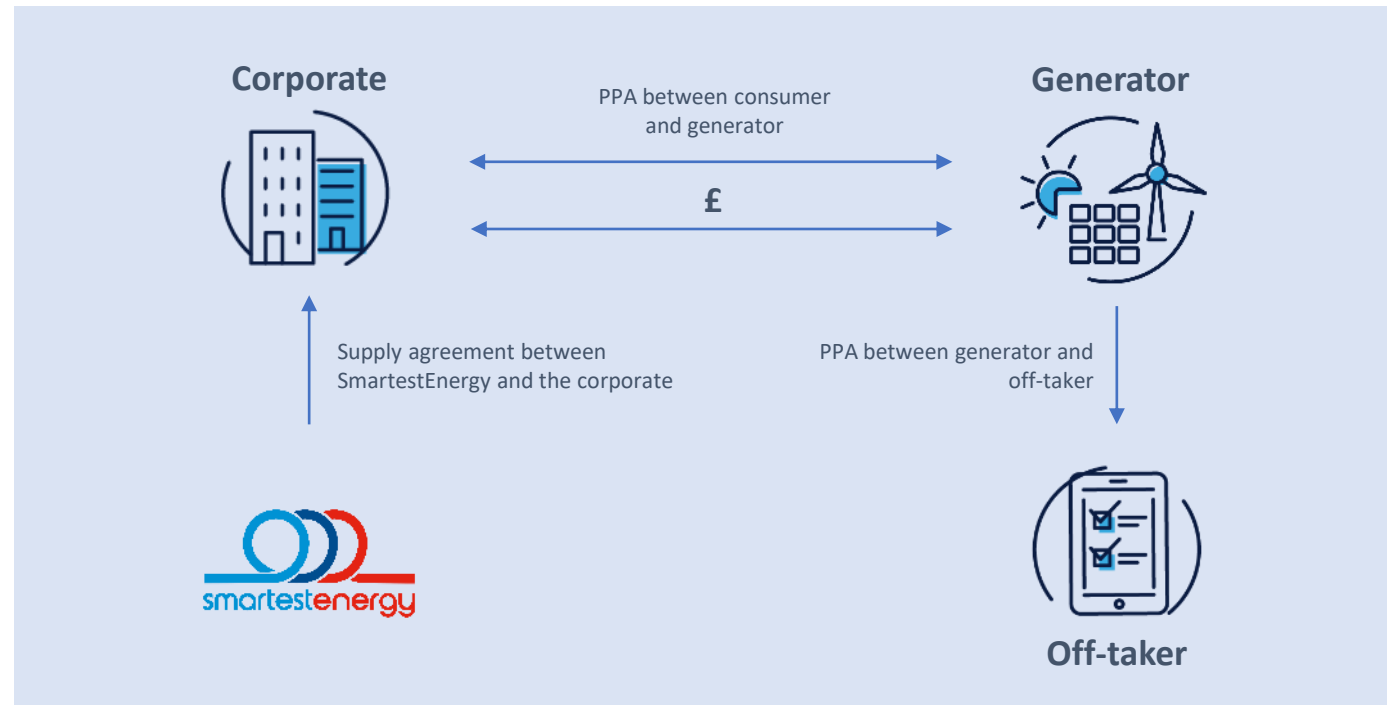 Corporate
Generator
PPA between consumer
and generator
£
Supply agreement between
SmartestEnergy and the corporate
PPA between generator and
off-taker
smartestenergy
Off-taker